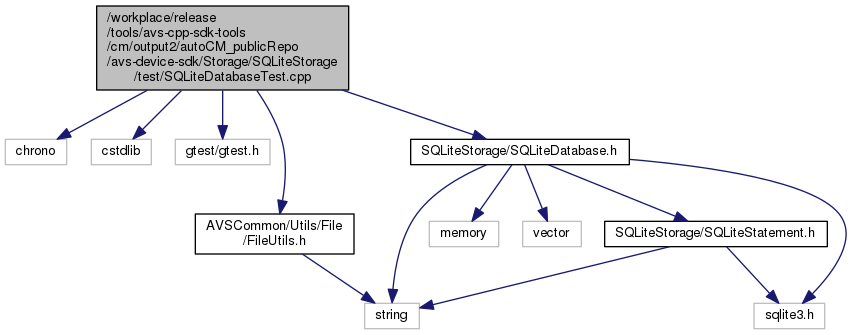 /workplace/release
/tools/avs-cpp-sdk-tools
/cm/output2/autoCM_publicRepo
/avs-device-sdk/Storage/SQLiteStorage
/test/SQLiteDatabaseTest.cpp
chrono
cstdlib
gtest/gtest.h
SQLiteStorage/SQLiteDatabase.h
AVSCommon/Utils/File
/FileUtils.h
memory
vector
SQLiteStorage/SQLiteStatement.h
string
sqlite3.h